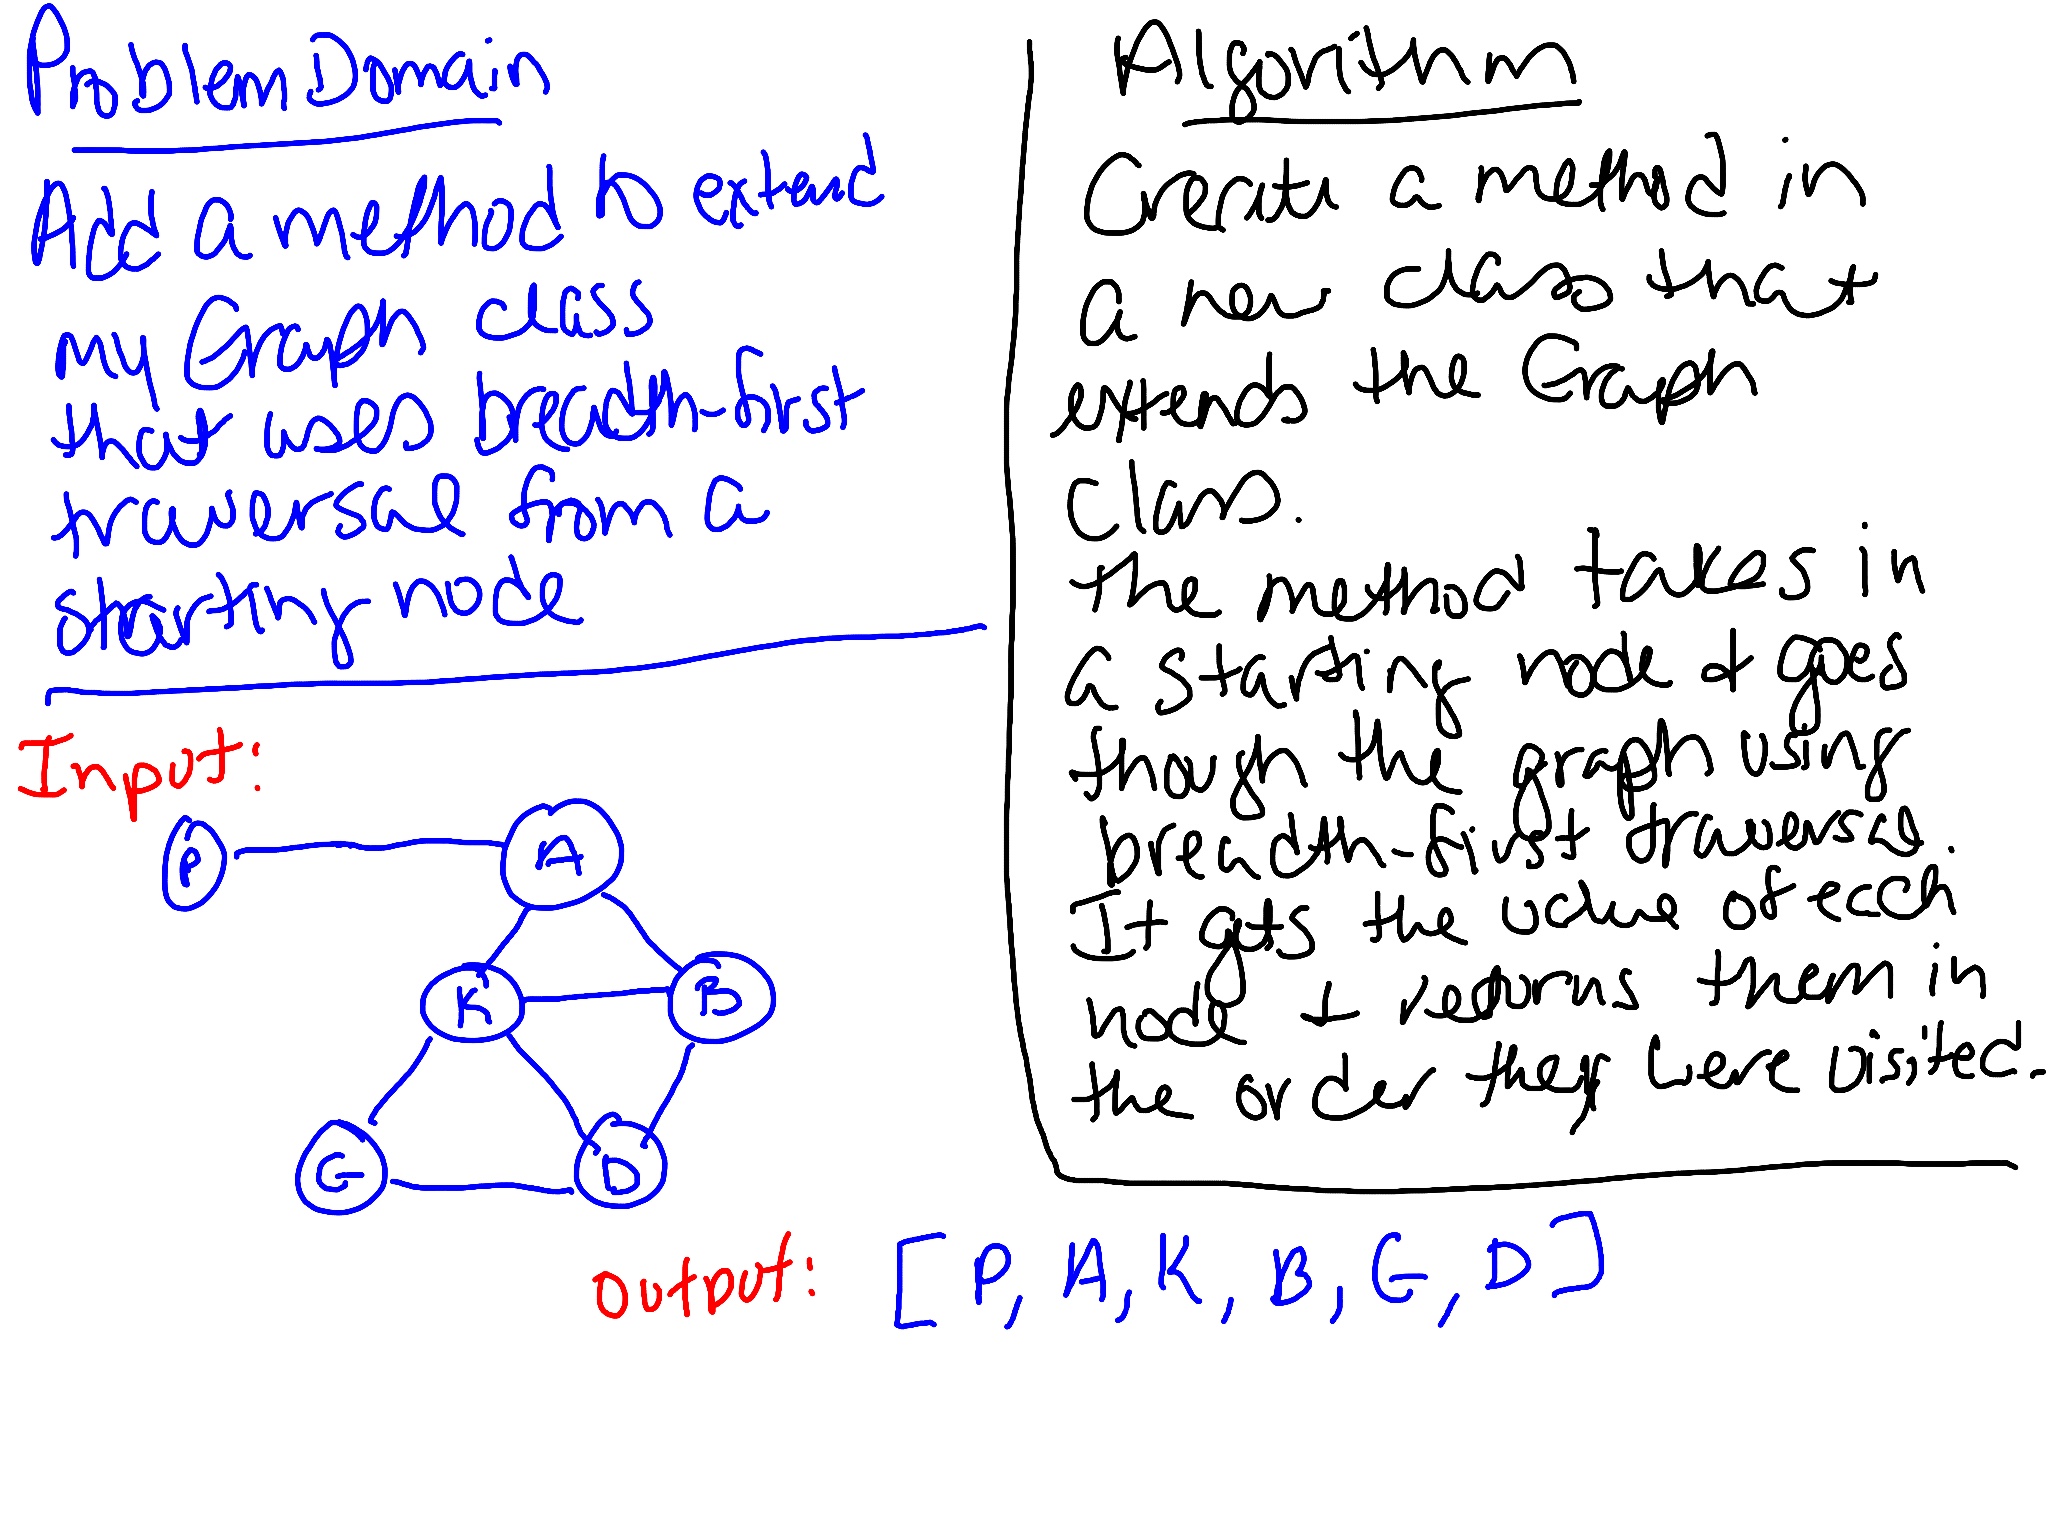 Problem Domain
Add a method to extend
my Graph class
that uses breadth-first
traversal from a
starting node
Input:
P
A
K
B
G
D
Output: [P, A, K, B, G, D]
Algorithm
Create a method in
a new class that
extends the Graph
class.
the method takes in
a starting node + goes
though the graph using
breadth-first traversal.
It gets the value of each
node + returns them in
the order they were visited.